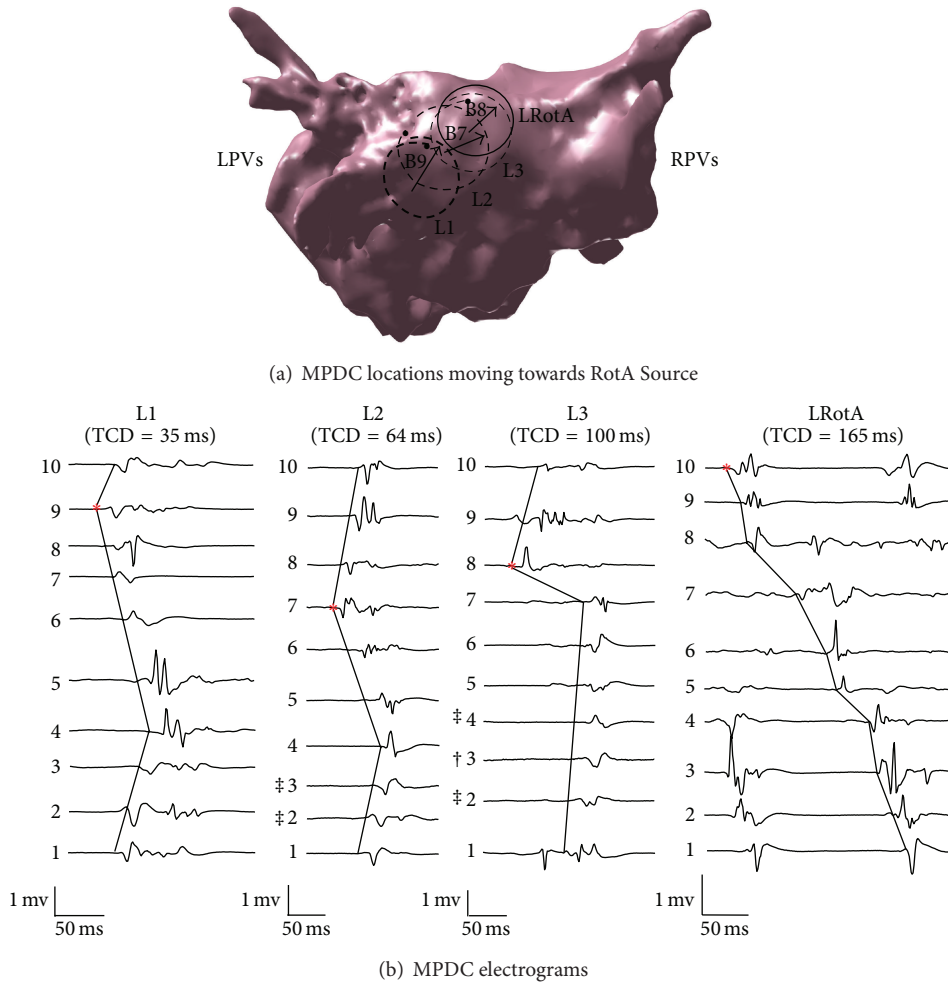 LPVs
RPVs
B8
LRotA
B7
B9
L3
L2
L1
(a) MPDC locations moving towards RotA Source
L1
(TCD = 35 ms)
10
9
8
7
6
5
4
3
2
1
1 mv
50 ms
L2
(TCD = 64 ms)
10
9
8
7
6
5
4
‡3
‡2
1
1 mv
50 ms
L3
(TCD = 100 ms)
10
9
8
7
6
5
‡4
†3
‡2
1
1 mv
50 ms
LRotA
(TCD = 165 ms)
10
9
8
7
6
5
4
3
2
1
1 mv
50 ms
(b) MPDC electrograms